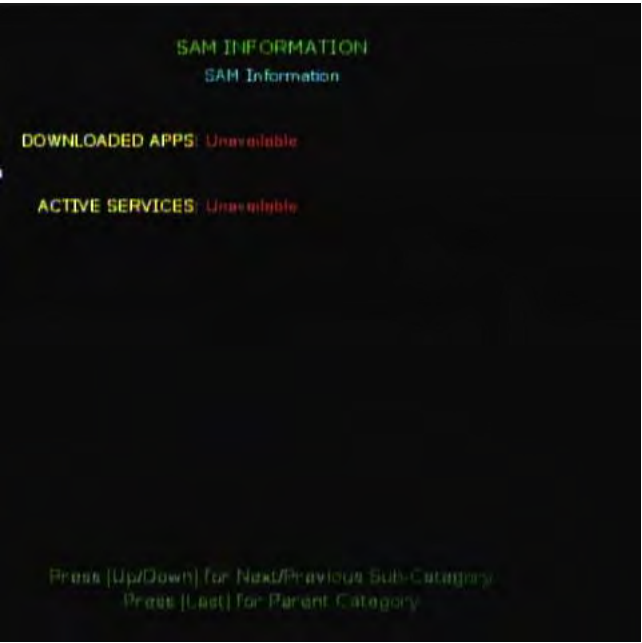 SAM INFORMATION
SAM Information
DOWNLOADED APPS: Unavailable
ACTIVE SERVICES: Unavailable
Press [Up/Down] for Next/Previous Sub-Category
Press [Last] for Parent Category